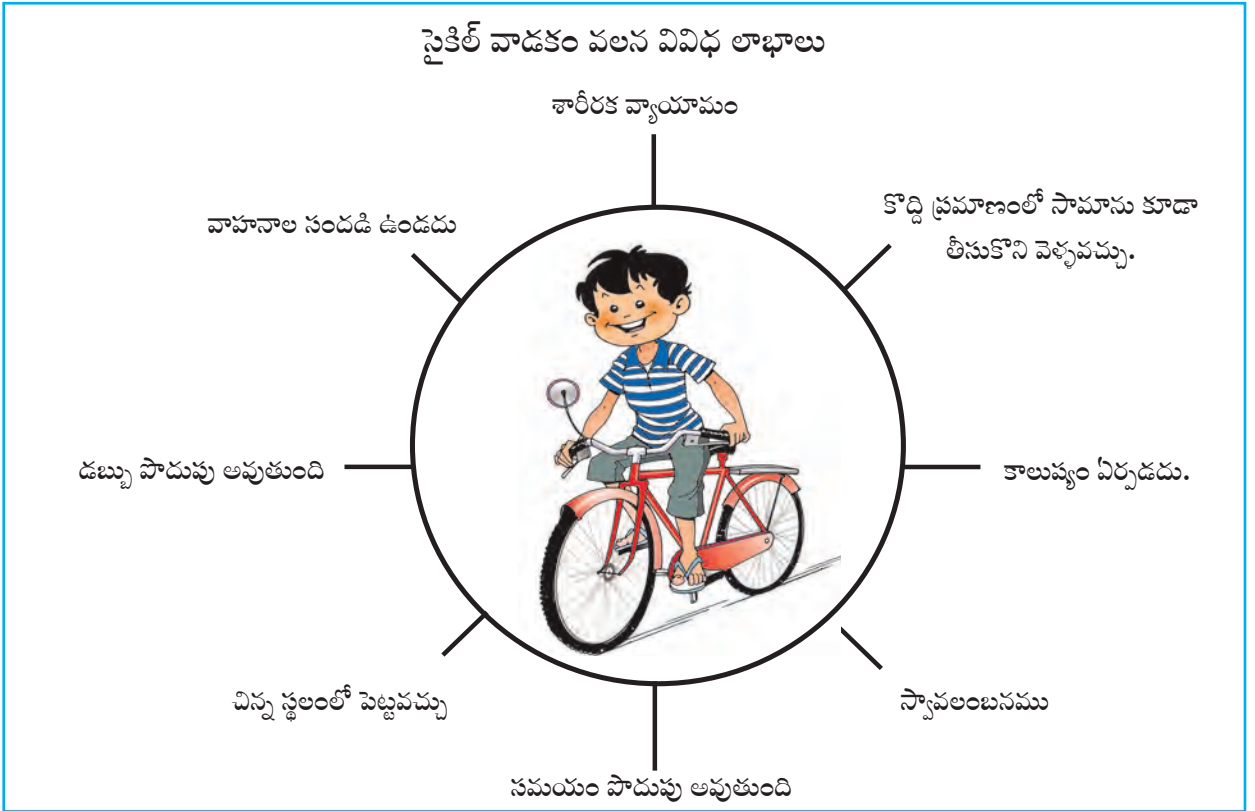 సైకిల్ వాడకం వలన వివిధ లాభాలు
శారీరక వ్యాయామం
కొద్ది ప్రమాణంలో సామాను కూడా
తీసుకొని వెళ్ళవచ్చు.
వాహనాల సందడి ఉండదు
డబ్బు పొదుపు అవుతుంది
కాలుష్యం ఏర్పడదు.
చిన్న స్థలంలో పెట్టవచ్చు
స్వావలంబనము
సమయం పొదుపు అవుతుంది